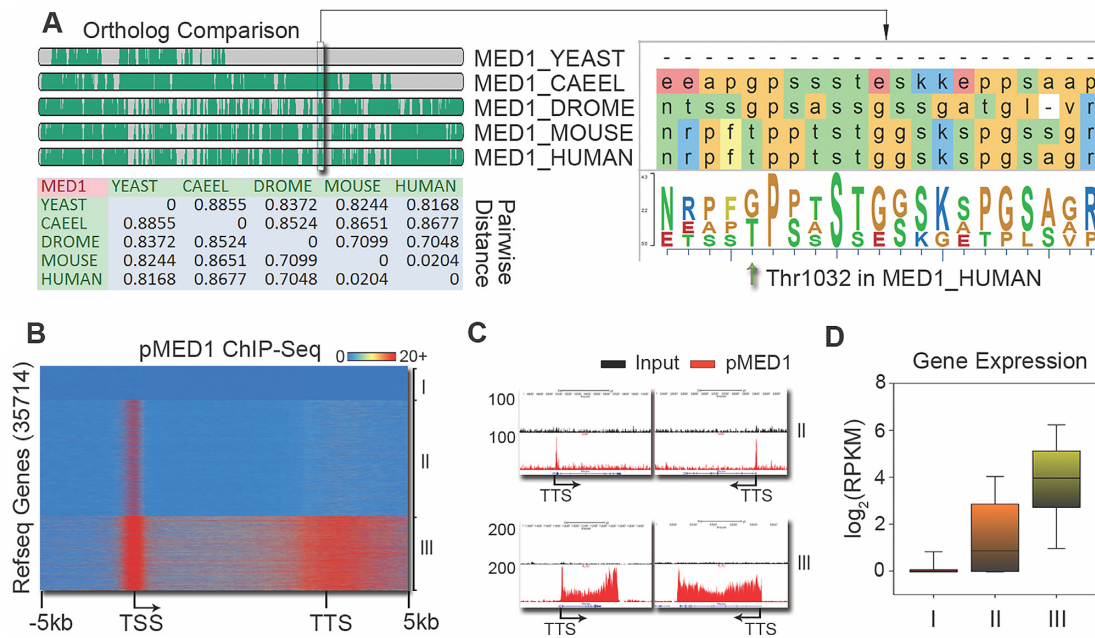 A
Ortholog Comparison
MED1_YEAST
MED1_CAEEL
MED1_DROME
MED1_MOUSE
MED1_HUMAN
- - - - - - - - - - - - - - - - - - - -
e e a p g p s s s t e s k k e p p s a a p
n t s s g p s a s s g s s g a t g l - v r
n r p f t p p t s t g g s k s p g s s g r
n r p f t p p t s t g g s k s p g s a g r
MED1 YEAST CAEEL DROME MOUSE HUMAN
YEAST 0 0.8855 0.8372 0.8244 0.8168
CAEEL 0.8855 0 0.8524 0.8651 0.8677
DROME 0.8372 0.8524 0 0.7099 0.7048
MOUSE 0.8244 0.8651 0.7099 0 0.0204
HUMAN 0.8168 0.8677 0.7048 0.0204 0
Pairwise
Distance
43
22
0.0
Thr1032 in MED1_HUMAN
B
pMED1 ChIP-Seq
0 20+
Refseq Genes (35714)
I
II
III
-5kb
TSS
TTS
5kb
C
Input
pMED1
100
100
II
TTS
TTS
200
200
III
TTS
TTS
D
Gene Expression
log2(RPKM)
8
6
4
2
0
I
II
III